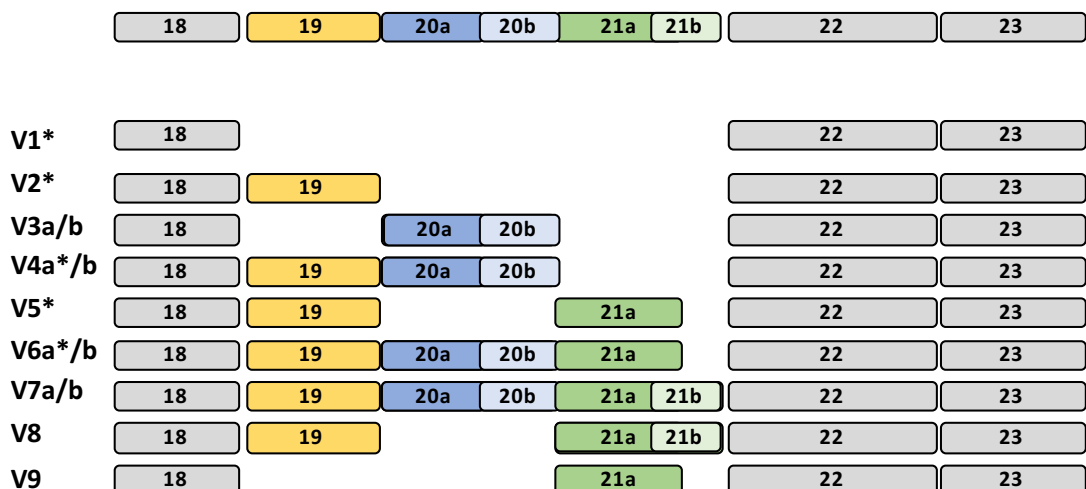 18 19 20a 20b 21a 21b 22 23
V1* 18 22 23
V2* 18 19 22 23
V3a/b 18 20a 20b 22 23
V4a*/b 18 19 20a 20b 22 23
V5* 18 19 21a 22 23
V6a*/b 18 19 20a 20b 21a 22 23
V7a/b 18 19 20a 20b 21a 21b 22 23
V8 18 19 21a 21b 22 23
V9 18 21a 22 23